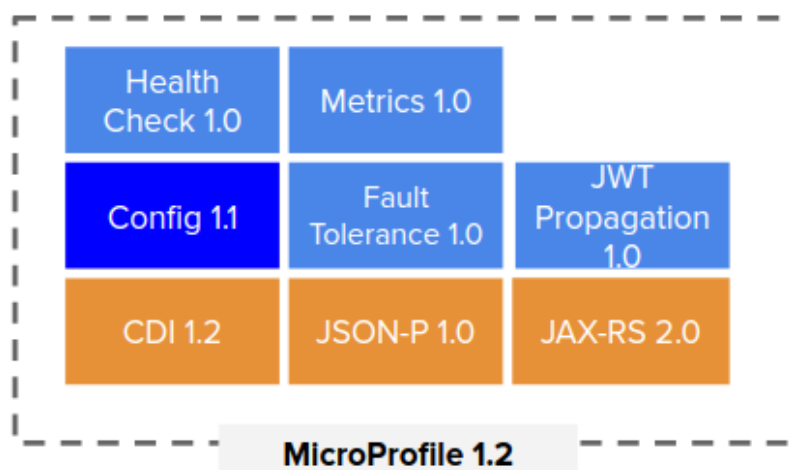 Health
Check 1.0
Metrics 1.0
Config 1.1
Fault
Tolerance 1.0
JWT
Propagation
1.0
CDI 1.2
JSON-P 1.0
JAX-RS 2.0
MicroProfile 1.2